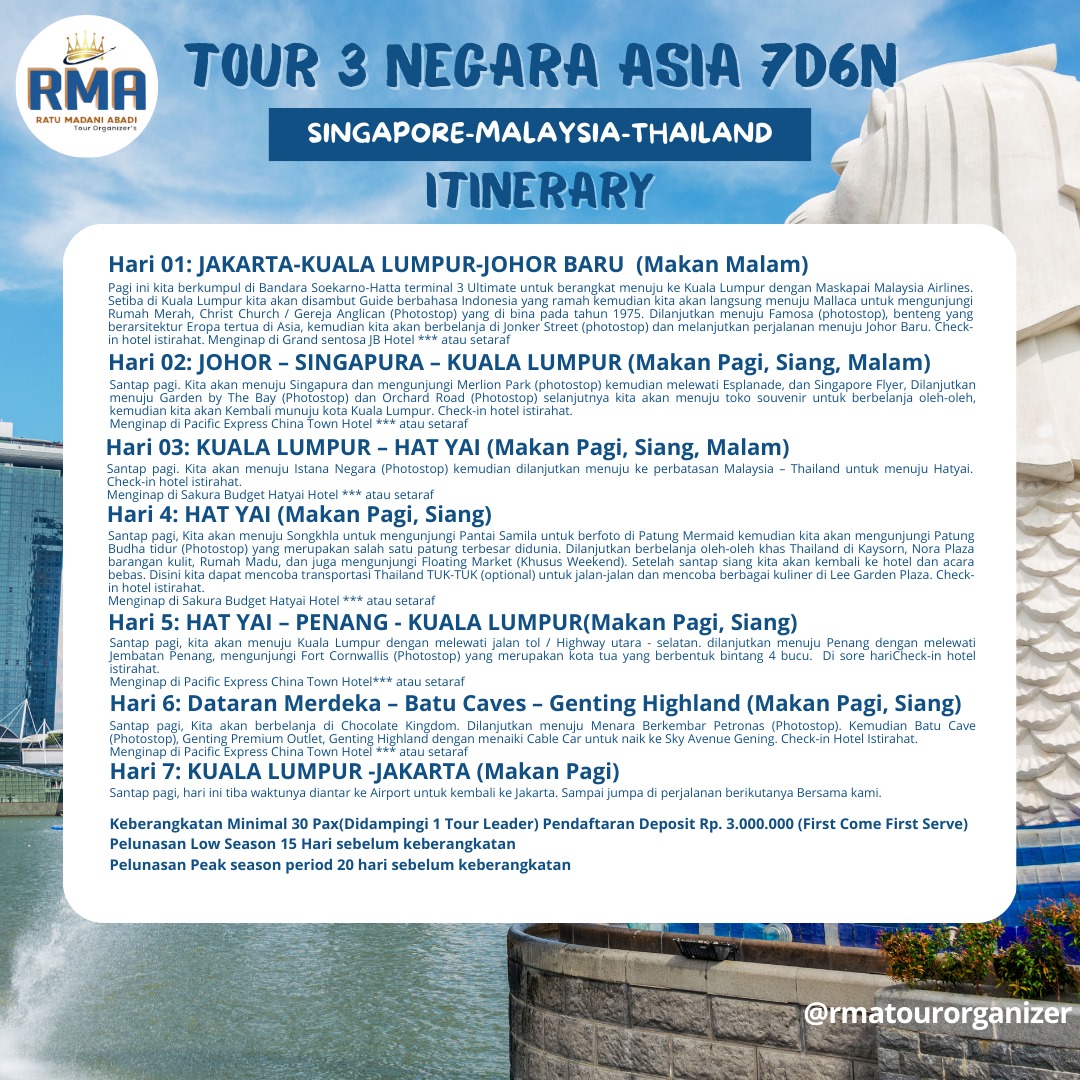 RMA
RATU MADANI ABADI
Tour Organizer's
TOUR 3 NEGARA ASIA 7D6N
SINGAPORE-MALAYSIA-THAILAND
ITINERARY
Hari 01: JAKARTA-KUALA LUMPUR-JOHOR BARU (Makan Malam)
Pagi ini kita berkumpul di Bandara Soekarno-Hatta terminal 3 Ultimate untuk berangkat menuju ke Kuala Lumpur dengan Maskapai Malaysia Airlines.
Setiba di Kuala Lumpur kita akan disambut Guide berbahasa Indonesia yang ramah kemudian kita akan langsung menuju Mallaca untuk mengunjungi
Rumah Merah, Christ Church / Gereja Anglican (Photostop) yang di bina pada tahun 1975. Dilanjutkan menuju Famosa (photostop), benteng yang
berarsitektur Eropa tertua di Asia, kemudian kita akan berbelanja di Jonker Street (photostop) dan melanjutkan perjalanan menuju Johor Baru. Check-
in hotel istirahat. Menginap di Grand sentosa JB Hotel *** atau setaraf
Hari 02: JOHOR – SINGAPURA – KUALA LUMPUR (Makan Pagi, Siang, Malam)
Santap pagi. Kita akan menuju Singapura dan mengunjungi Merlion Park (photostop) kemudian melewati Esplanade, dan Singapore Flyer, Dilanjutkan
menuju Garden by The Bay (Photostop) dan Orchard Road (Photostop) selanjutnya kita akan menuju toko souvenir untuk berbelanja oleh-oleh,
kemudian kita akan Kembali munuju kota Kuala Lumpur. Check-in hotel istirahat.
Menginap di Pacific Express China Town Hotel *** atau setaraf
Hari 03: KUALA LUMPUR – HAT YAI (Makan Pagi, Siang, Malam)
Santap pagi. Kita akan menuju Istana Negara (Photostop) kemudian dilanjutkan menuju ke perbatasan Malaysia – Thailand untuk menuju Hatyai.
Check-in hotel istirahat.
Menginap di Sakura Budget Hatyai Hotel *** atau setaraf
Hari 4: HAT YAI (Makan Pagi, Siang)
Santap pagi, Kita akan menuju Songkhla untuk mengunjungi Pantai Samila untuk berfoto di Patung Mermaid kemudian kita akan mengunjungi Patung
Budha tidur (Photostop) yang merupakan salah satu patung terbesar didunia. Dilanjutkan berbelanja oleh-oleh khas Thailand di Kaysorn, Nora Plaza
barangan kulit, Rumah Madu, dan juga mengunjungi Floating Market (Khusus Weekend). Setelah santap siang kita akan kembali ke hotel dan acara
bebas. Disini kita dapat mencoba transportasi Thailand TUK-TUK (optional) untuk jalan-jalan dan mencoba berbagai kuliner di Lee Garden Plaza. Check-
in hotel istirahat.
Menginap di Sakura Budget Hatyai Hotel *** atau setaraf
Hari 5: HAT YAI – PENANG - KUALA LUMPUR(Makan Pagi, Siang)
Santap pagi, kita akan menuju Kuala Lumpur dengan melewati jalan tol / Highway utara - selatan. dilanjutkan menuju Penang dengan melewati
Jembatan Penang, mengunjungi Fort Cornwallis (Photostop) yang merupakan kota tua yang berbentuk bintang 4 bucu. Di sore hariCheck-in hotel
istirahat.
Menginap di Pacific Express China Town Hotel*** atau setaraf
Hari 6: Dataran Merdeka – Batu Caves – Genting Highland (Makan Pagi, Siang)
Santap pagi, Kita akan berbelanja di Chocolate Kingdom. Dilanjutkan menuju Menara Berkembar Petronas (Photostop). Kemudian Batu Cave
(Photostop), Genting Premium Outlet, Genting Highland dengan menaiki Cable Car untuk naik ke Sky Avenue Gening. Check-in Hotel Istirahat.
Menginap di Pacific Express China Town Hotel *** atau setaraf
Hari 7: KUALA LUMPUR -JAKARTA (Makan Pagi)
Santap pagi, hari ini tiba waktunya diantar ke Airport untuk kembali ke Jakarta. Sampai jumpa di perjalanan berikutanya Bersama kami.
Keberangkatan Minimal 30 Pax(Didampingi 1 Tour Leader) Pendaftaran Deposit Rp. 3.000.000 (First Come First Serve)
Pelunasan Low Season 15 Hari sebelum keberangkatan
Pelunasan Peak season period 20 hari sebelum keberangkatan
@rmatourorganizer